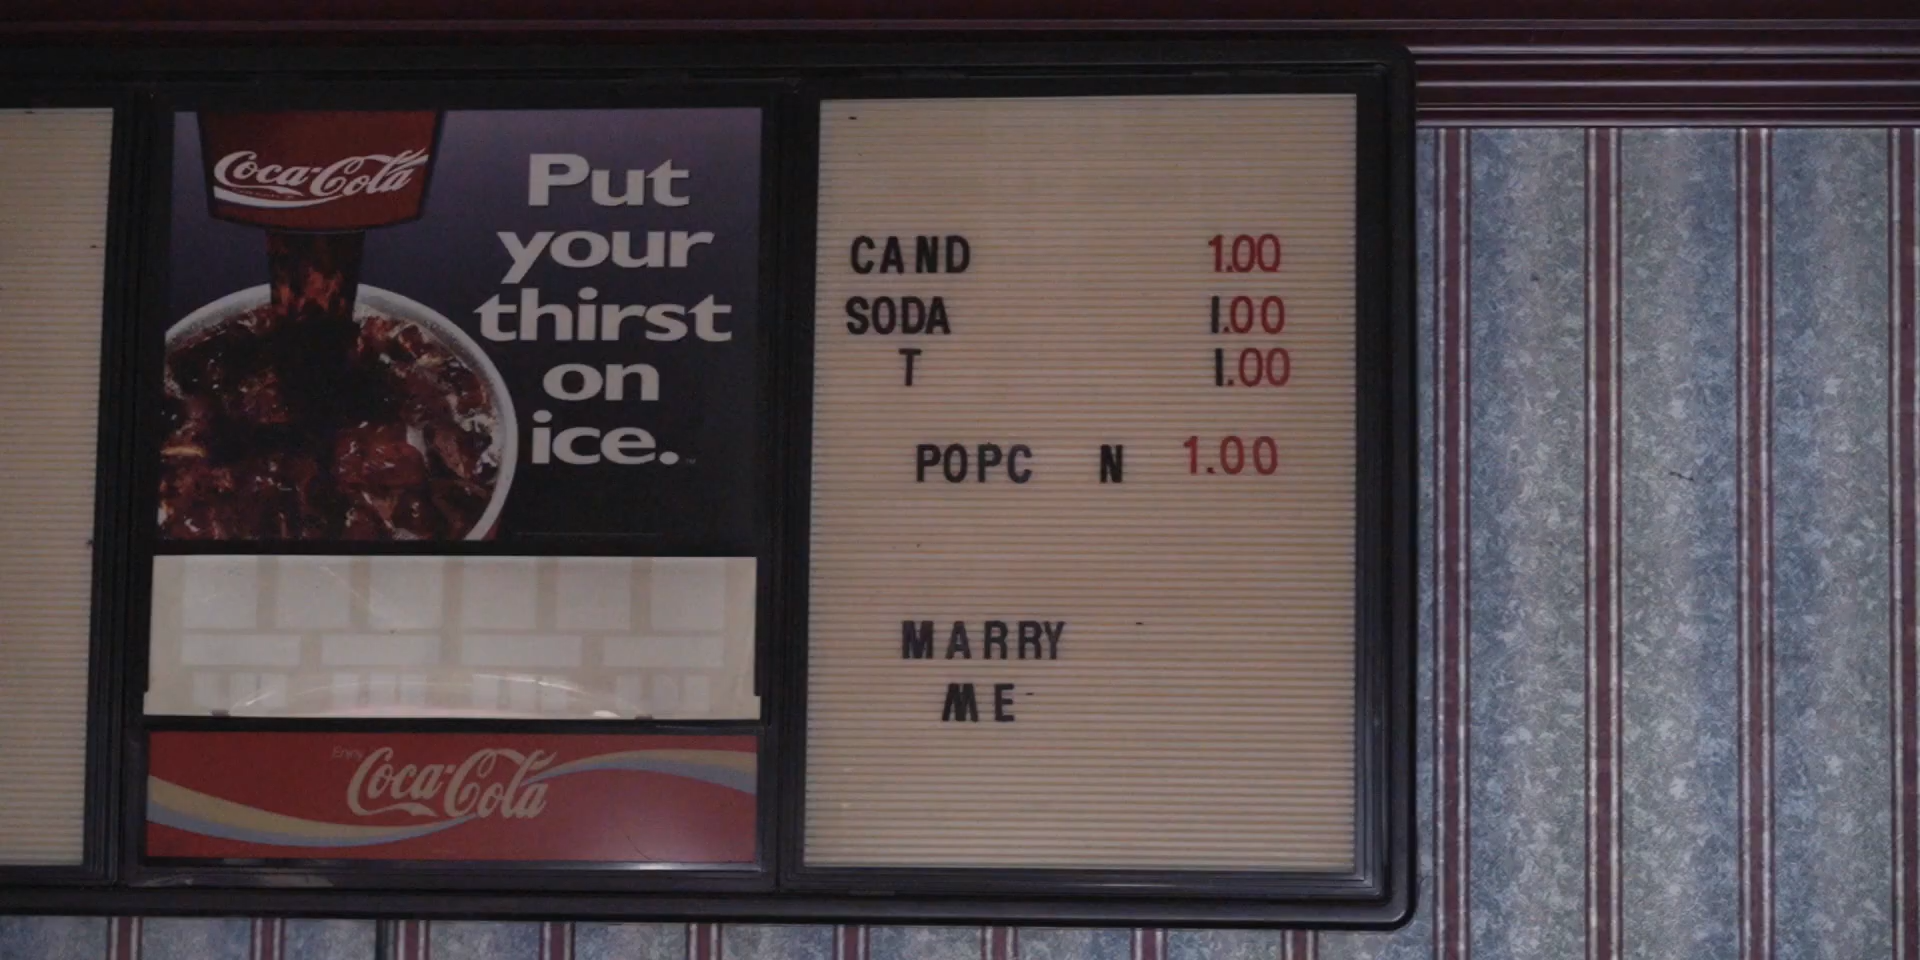 Coca-Cola
Put
your
thirst
on
ice.
Enjoy
Coca-Cola
CAND 1.00
SODA 1.00
T 1.00
POPC N 1.00
MARRY
ME